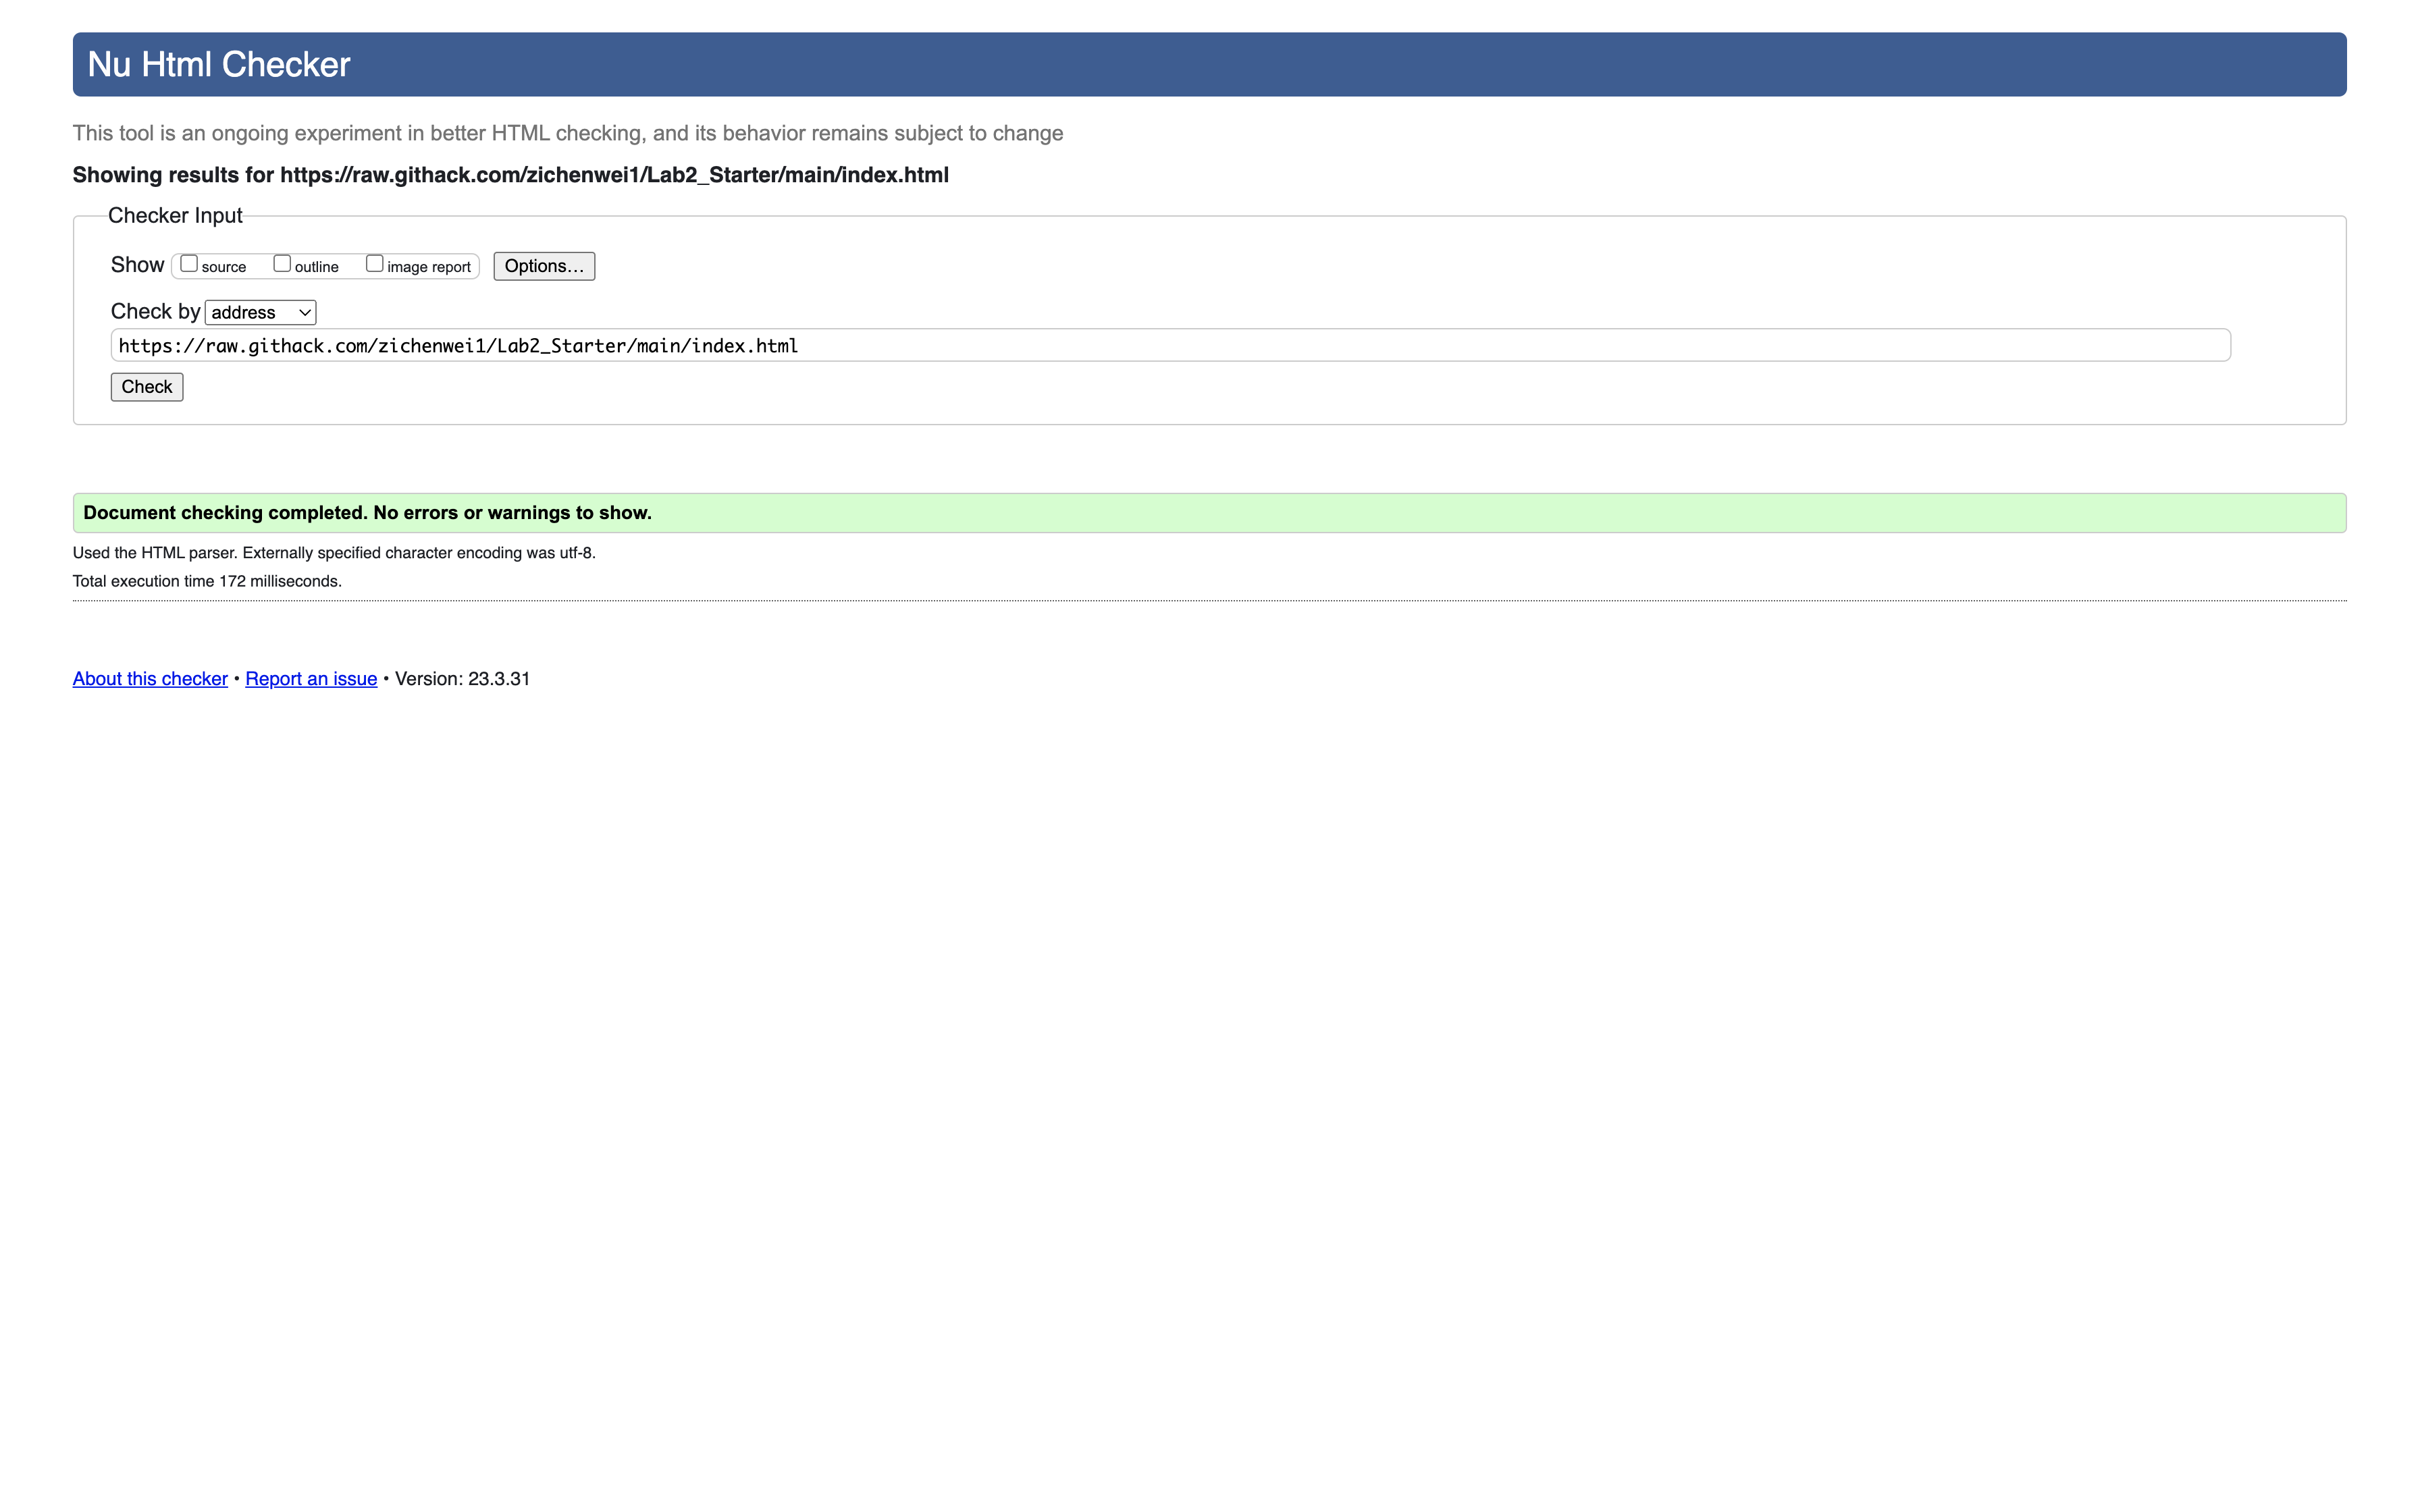 Nu Html Checker
This tool is an ongoing experiment in better HTML checking, and its behavior remains subject to change
Showing results for https://raw.githack.com/zichenwei1/Lab2_Starter/main/index.html
Checker Input
Show source outline image report Options...
Check by address
https://raw.githack.com/zichenwei1/Lab2_Starter/main/index.html
Check
Document checking completed. No errors or warnings to show.
Used the HTML parser. Externally specified character encoding was utf-8.
Total execution time 172 milliseconds.
About this checker • Report an issue • Version: 23.3.31